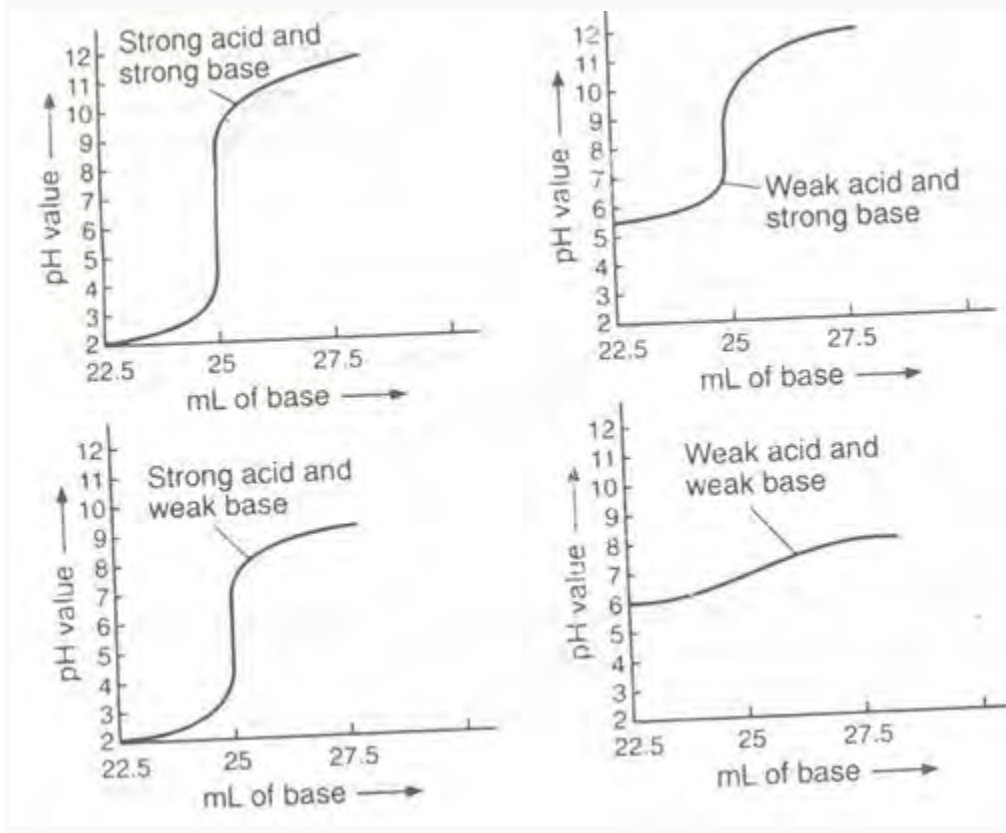 Strong acid and
strong base
12
11
10
9
8
7
6
5
4
3
2
pH value
22.5 25 27.5
mL of base
12
11
10
9
8
7
6
5
4
3
2
pH value
Weak acid and
strong base
22.5 25 27.5
mL of base
Strong acid and
weak base
12
11
10
9
8
7
6
5
4
3
2
pH value
22.5 25 27.5
mL of base
Weak acid and
weak base
12
11
10
9
8
7
6
5
4
3
2
pH value
22.5 25 27.5
mL of base